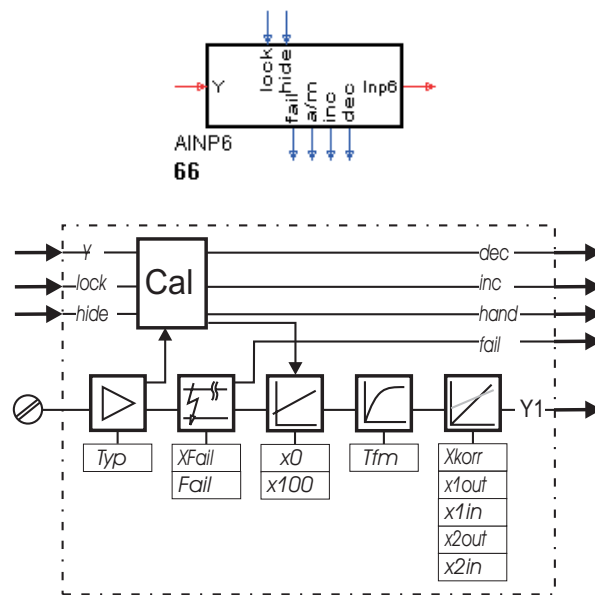 lock
hide
Y
Inp6
fail
a/m
inc
dec
AINP6
66
Y
dec
lock
Cal
inc
hide
hand
fail
Y1
Typ
XFail
Fail
x0
x100
Tfm
Xkorr
x1out
x1in
x2out
x2in